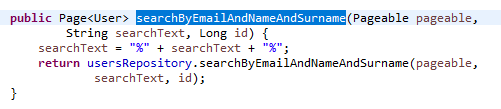 public Page<User> searchByEmailAndNameAndSurname(Pageable pageable,
String searchText, Long id) {
searchText = "%" + searchText + "%";
return usersRepository.searchByEmailAndNameAndSurname(pageable,
searchText, id);
}